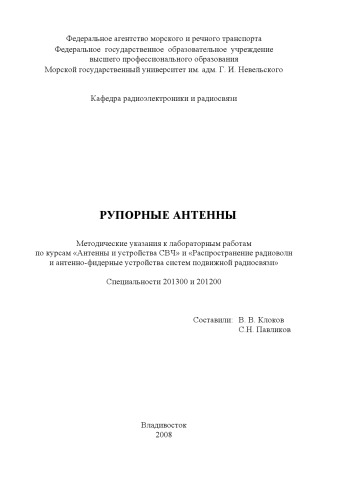 Федеральное агентство морского и речного транспорта
Федеральное государственное образовательное учреждение
высшего профессионального образования
Морской государственный университет им. адм. Г. И. Невельского
Кафедра радиоэлектроники и радиосвязи
РУПОРНЫЕ АНТЕННЫ
Методические указания к лабораторным работам
по курсам «Антенны и устройства СВЧ» и «Распространение радиоволн
и антенно-фидерные устройства систем подвижной радиосвязи»
Специальности 201300 и 201200
Составили: В. В. Клоков
С.Н. Павликов
Владивосток
2008